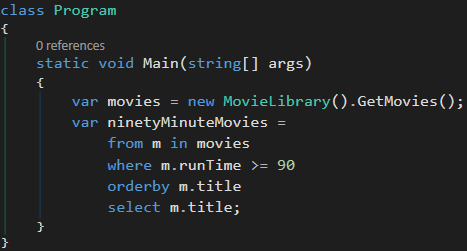 class Program
{
0 references
static void Main(string[] args)
{
var movies = new MovieLibrary().GetMovies();
var ninetyMinuteMovies =
from m in movies
where m.runTime >= 90
orderby m.title
select m.title;
}
}